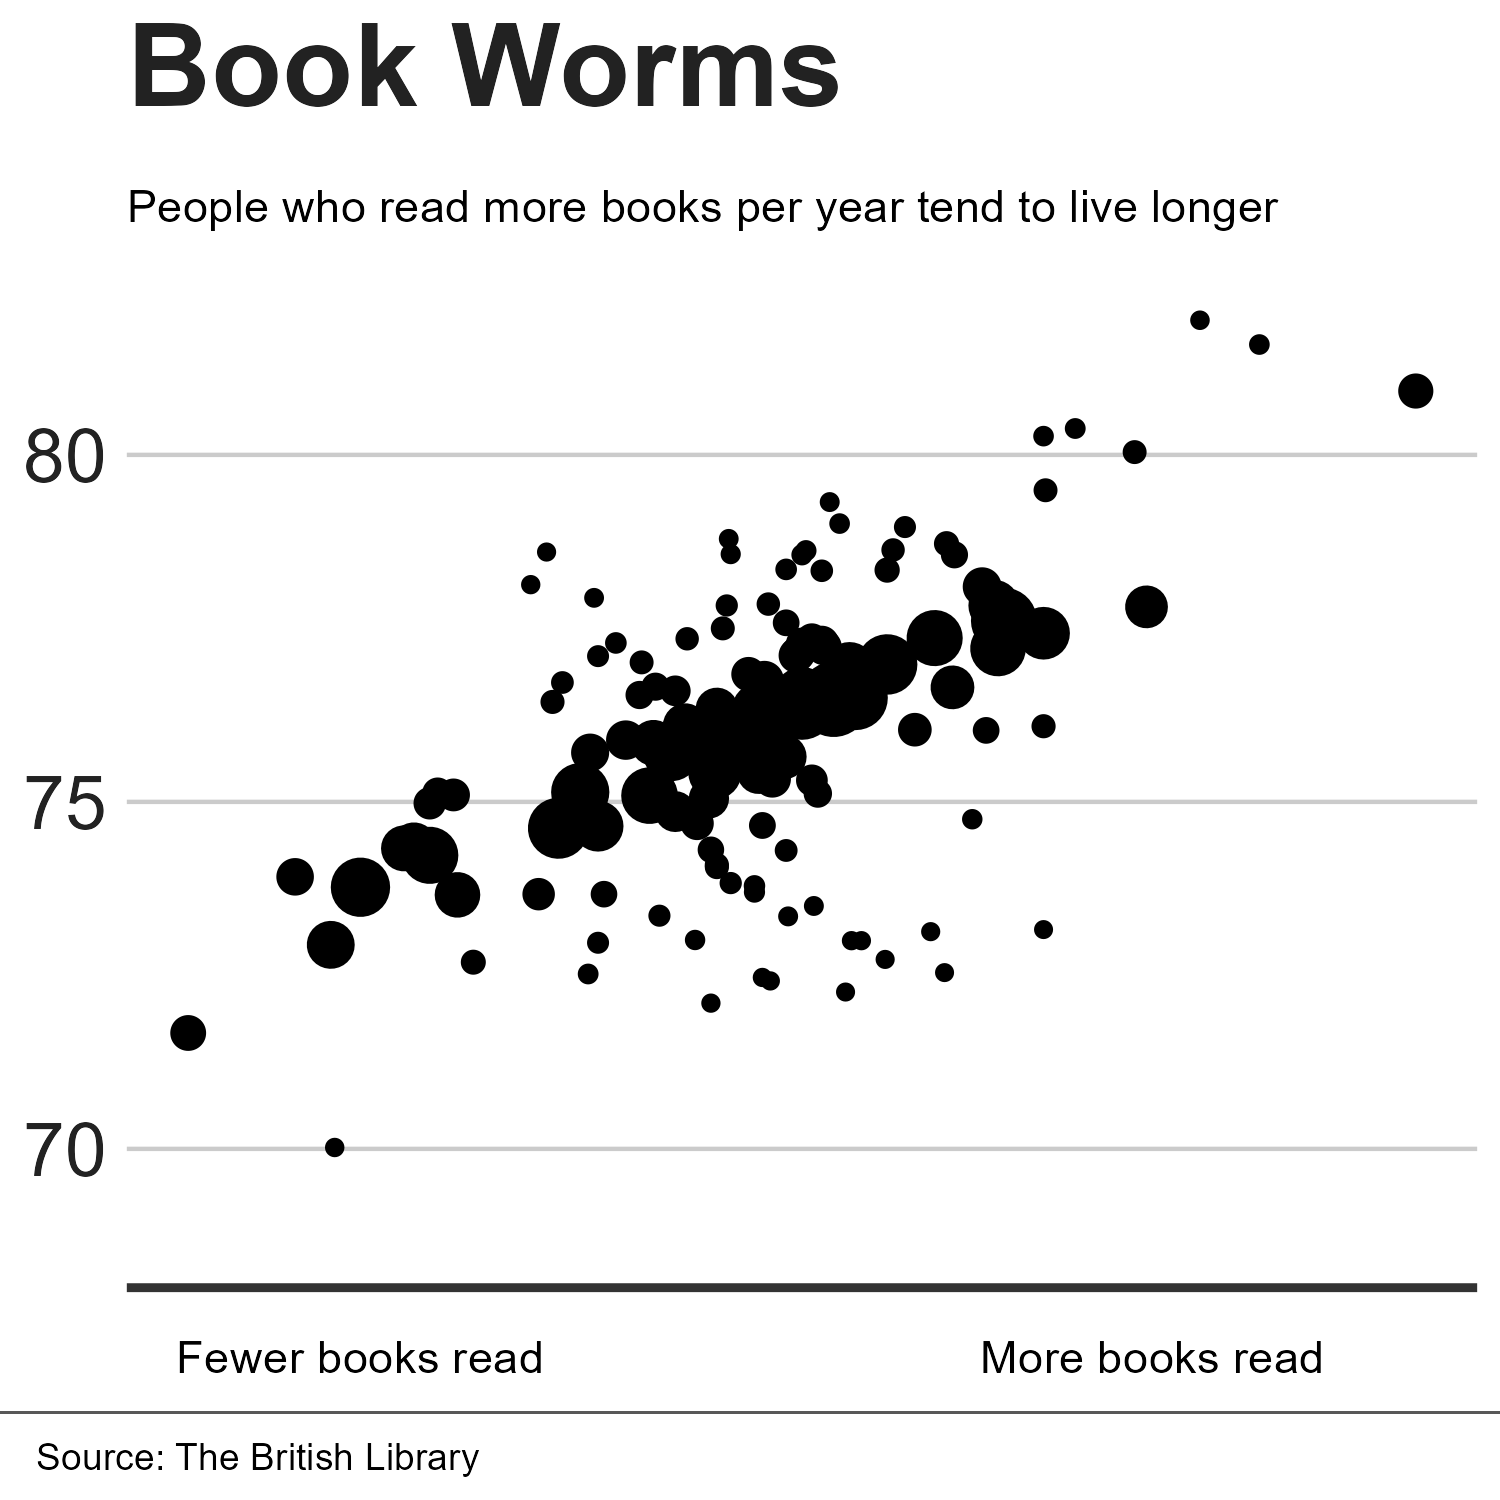 Book Worms
People who read more books per year tend to live longer
80
75
70
Fewer books read
More books read
Source: The British Library